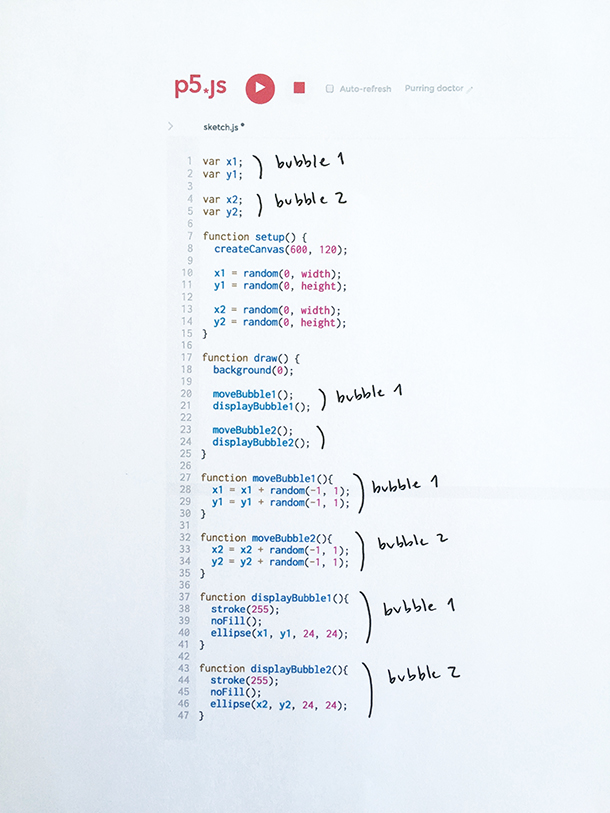 p5.js
Auto-refresh Purring doctor
sketch.js
1 var x1; bubble 1
2 var y1;
3
4 var x2; bubble 2
5 var y2;
6
7 function setup() {
8 createCanvas(600, 120);
9
10 x1 = random(0, width);
11 y1 = random(0, height);
12
13 x2 = random(0, width);
14 y2 = random(0, height);
15 }
16
17 function draw() {
18 background(0);
19
20 moveBubble1(); bubble 1
21 displayBubble1();
22
23 moveBubble2();
24 displayBubble2();
25 }
26
27 function moveBubble1(){
28 x1 = x1 + random(-1, 1); bubble 1
29 y1 = y1 + random(-1, 1);
30 }
31
32 function moveBubble2(){ bubble 2
33 x2 = x2 + random(-1, 1);
34 y2 = y2 + random(-1, 1);
35 }
36
37 function displayBubble1(){
38 stroke(255); bubble 1
39 noFill();
40 ellipse(x1, y1, 24, 24);
41 }
42
43 function displayBubble2(){ bubble 2
44 stroke(255);
45 noFill();
46 ellipse(x2, y2, 24, 24);
47 }